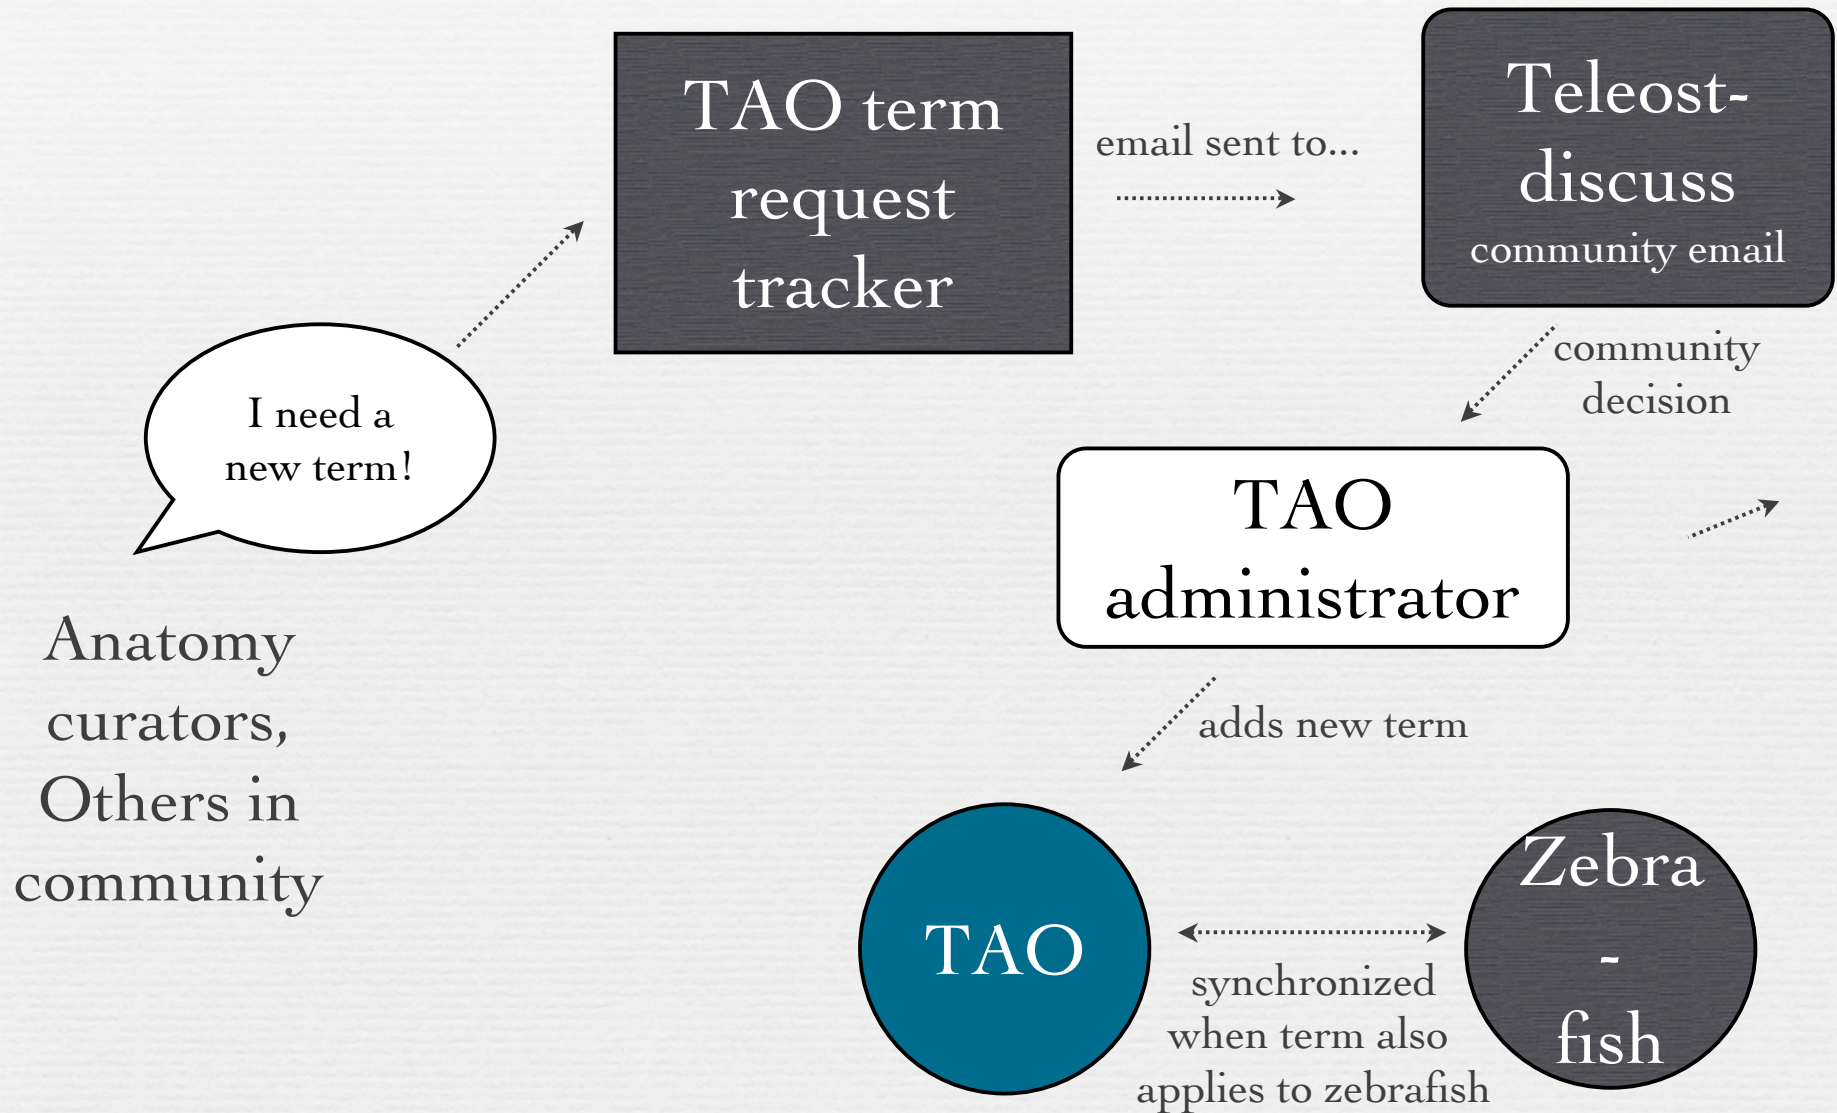 TAO term
request
tracker
email sent to...
Teleost-
discuss
community email
community
decision
I need a
new term!
TAO
administrator
Anatomy
curators,
Others in
community
adds new term
TAO
synchronized
when term also
applies to zebrafish
Zebra
-
fish